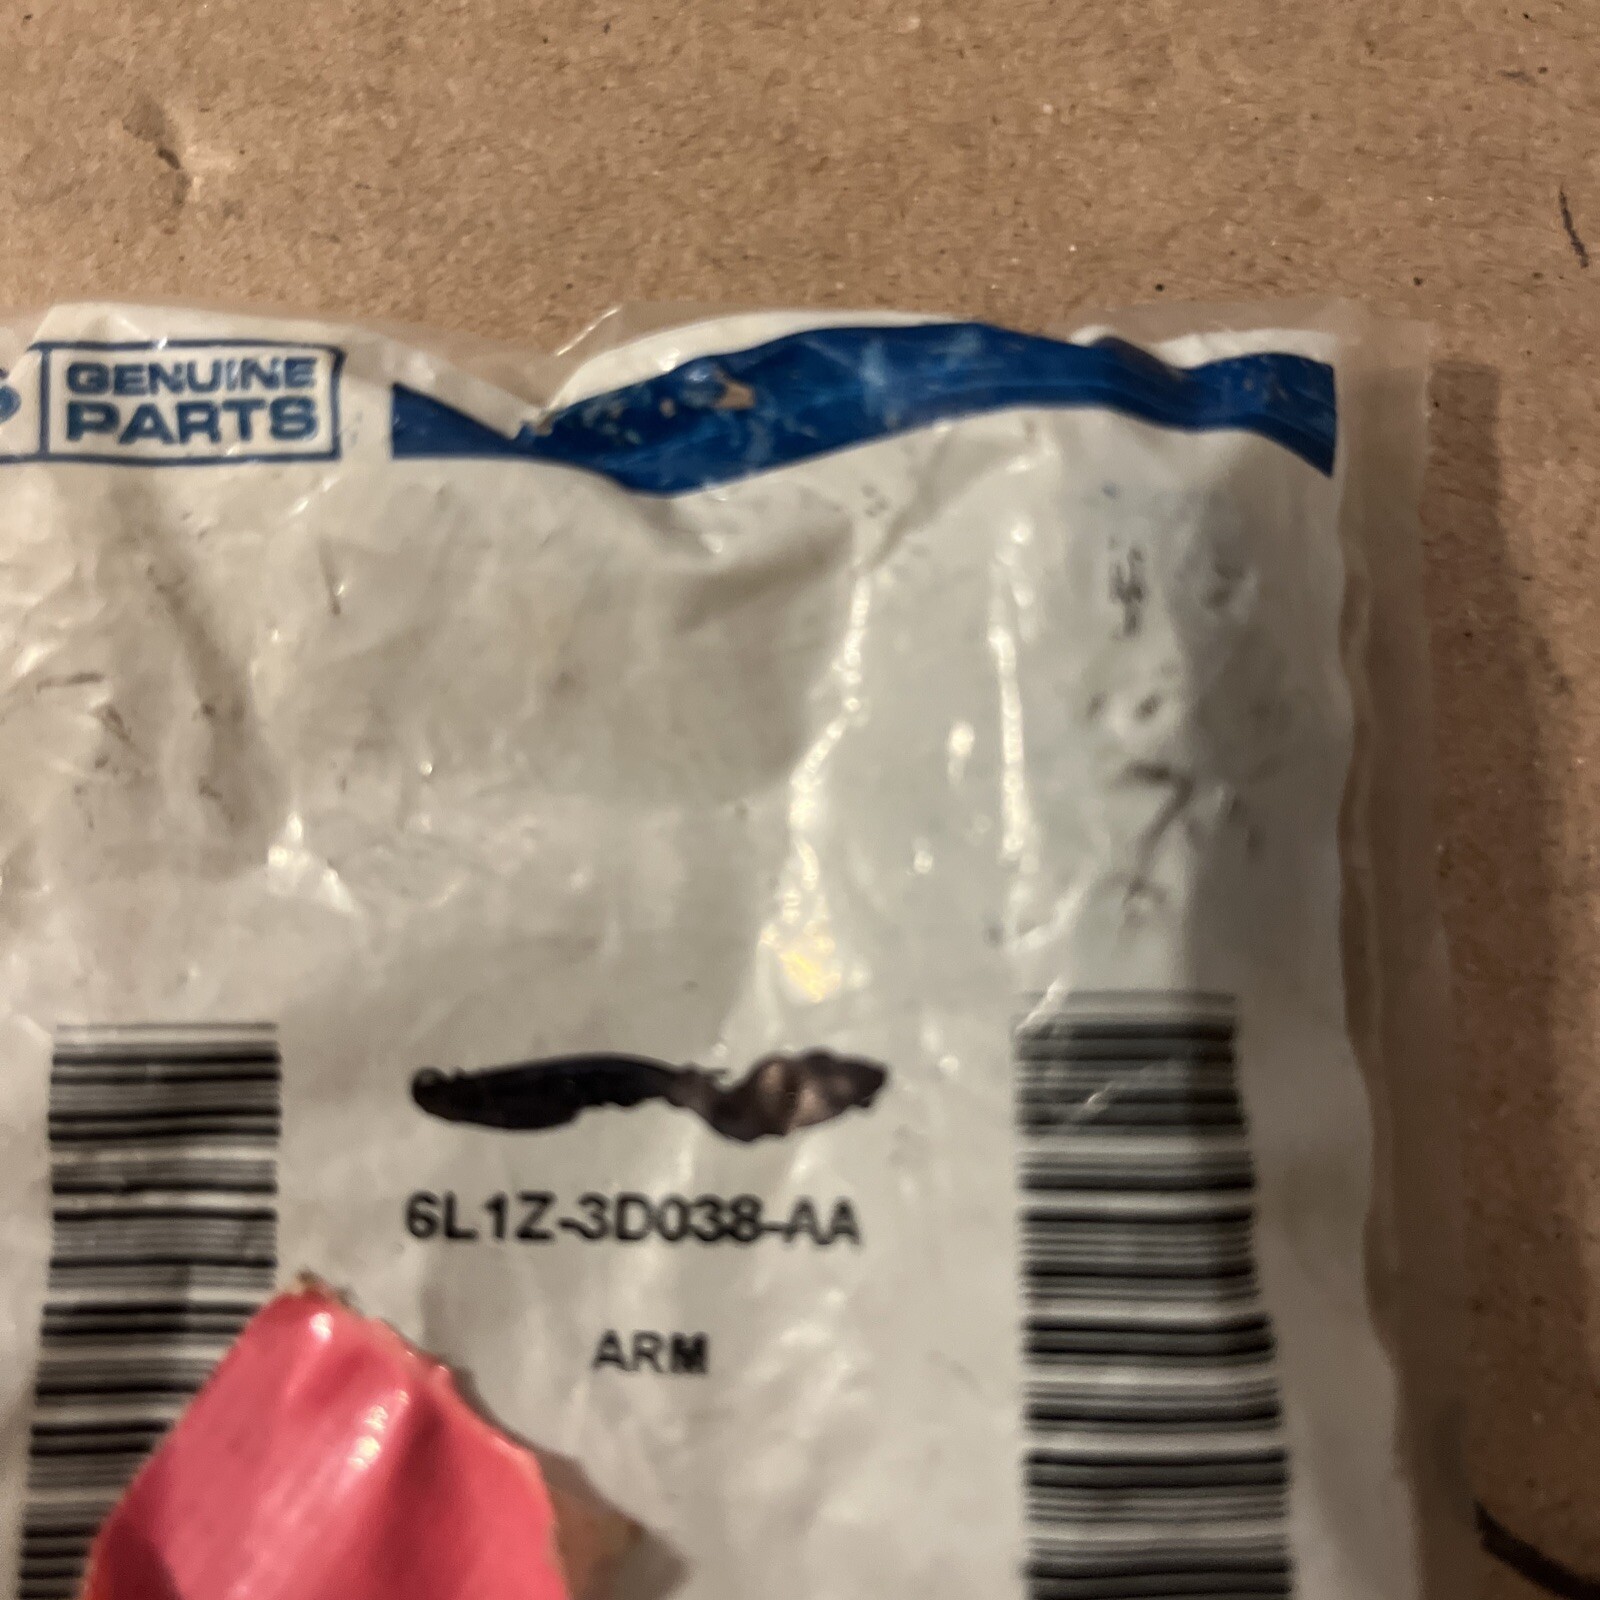 GENUINE
PARTS
6L1Z-3D038-AA
ARM